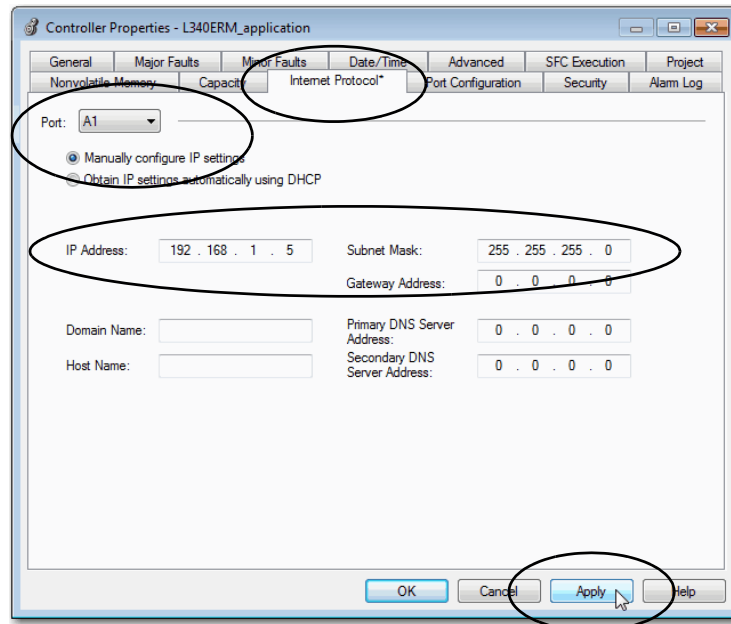 Controller Properties - L340ERM_application
General Major Faults Minor Faults Date/Time Advanced SFC Execution Project
Nonvolatile Memory Capacity Internet Protocol* Port Configuration Security Alarm Log
Port: A1
Manually configure IP settings
Obtain IP settings automatically using DHCP
IP Address: 192 . 168 . 1 . 5 Subnet Mask: 255 . 255 . 255 . 0
Gateway Address: 0 . 0 . 0 . 0
Domain Name: Primary DNS Server Address: 0 . 0 . 0 . 0
Host Name: Secondary DNS Server Address: 0 . 0 . 0 . 0
OK Cancel Apply Help